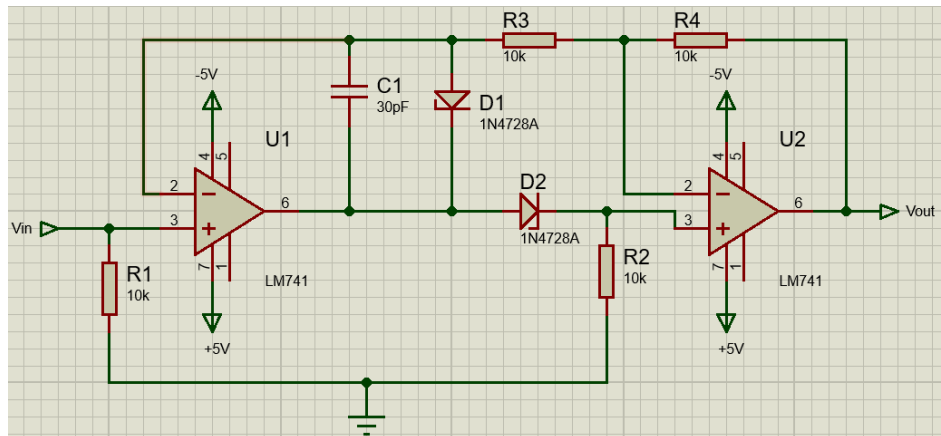 R3
10k
R4
10k
-5V
C1
30pF
D1
1N4728A
-5V
U1
4
5
2
3
6
7
1
LM741
+5V
Vin
R1
10k
D2
1N4728A
R2
10k
U2
4
5
2
3
6
7
1
LM741
+5V
Vout